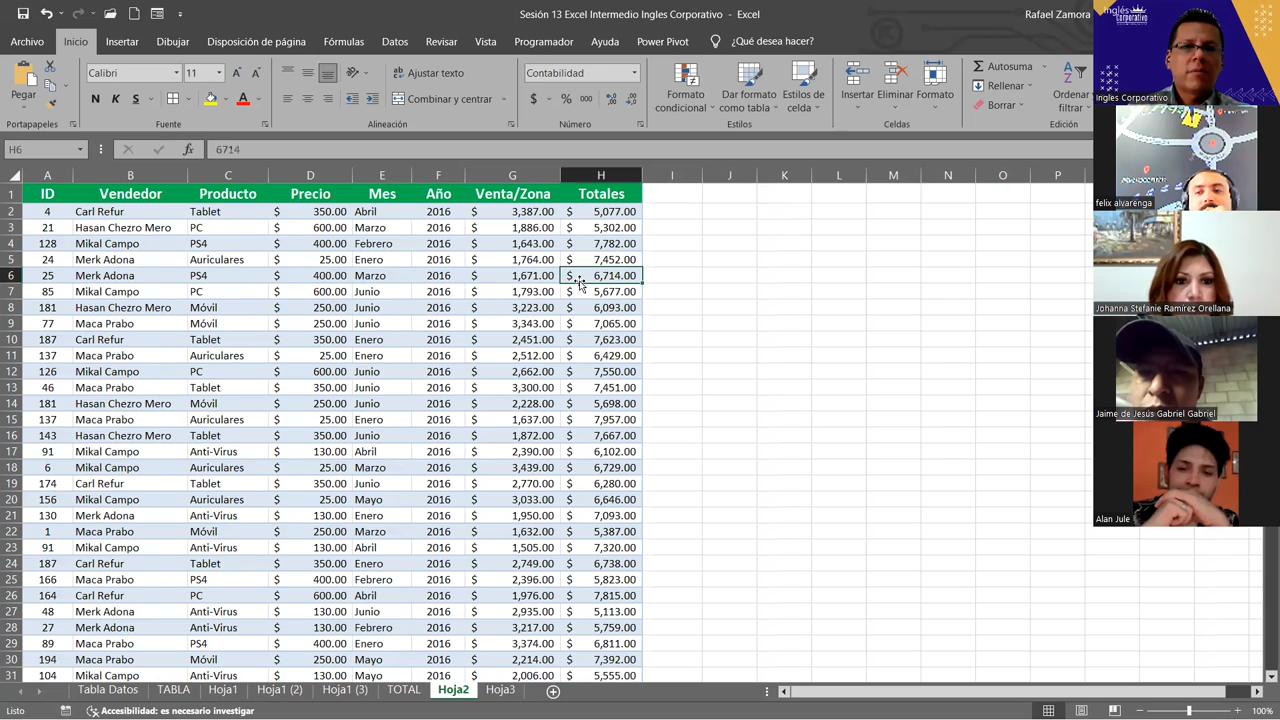 Sesión 13 Excel Intermedio Ingles Corporativo - Excel
Rafael Zamora
Archivo Inicio Insertar Dibujar Disposición de página Fórmulas Datos Revisar Vista Programador Ayuda Power Pivot ¿Qué desea hacer?
Pegar
Calibri 11
N K S
Ajustar texto
Combinar y centrar
Contabilidad
$ % 000
Formato condicional
Dar formato como tabla
Estilos de celda
Insertar Eliminar Formato
Autosuma
Rellenar
Borrar
Ordenar filtrar
Portapapeles Fuente Alineación Número Estilos Celdas Edición
H6 fx 6714
A B C D E F G H I J K L M N O P
1 ID Vendedor Producto Precio Mes Año Venta/Zona Totales
2 4 Carl Refur Tablet $ 350.00 Abril 2016 $ 3,387.00 $ 5,077.00
3 21 Hasan Chezro Mero PC $ 600.00 Marzo 2016 $ 1,886.00 $ 5,302.00
4 128 Mikal Campo PS4 $ 400.00 Febrero 2016 $ 1,643.00 $ 7,782.00
5 24 Merk Adona Auriculares $ 25.00 Enero 2016 $ 1,764.00 $ 7,452.00
6 25 Merk Adona PS4 $ 400.00 Marzo 2016 $ 1,671.00 $ 6,714.00
7 85 Mikal Campo PC $ 600.00 Junio 2016 $ 1,793.00 $ 5,677.00
8 181 Hasan Chezro Mero Móvil $ 250.00 Junio 2016 $ 3,223.00 $ 6,093.00
9 77 Maca Prabo Móvil $ 250.00 Junio 2016 $ 3,343.00 $ 7,065.00
10 187 Carl Refur Tablet $ 350.00 Enero 2016 $ 2,451.00 $ 7,623.00
11 137 Maca Prabo Auriculares $ 25.00 Enero 2016 $ 2,512.00 $ 6,429.00
12 126 Mikal Campo PC $ 600.00 Junio 2016 $ 2,662.00 $ 7,550.00
13 46 Maca Prabo Tablet $ 350.00 Junio 2016 $ 3,300.00 $ 7,451.00
14 181 Hasan Chezro Mero Móvil $ 250.00 Junio 2016 $ 2,228.00 $ 5,698.00
15 137 Maca Prabo Auriculares $ 25.00 Enero 2016 $ 1,637.00 $ 7,957.00
16 143 Hasan Chezro Mero Tablet $ 350.00 Junio 2016 $ 1,872.00 $ 7,667.00
17 91 Mikal Campo Anti-Virus $ 130.00 Abril 2016 $ 2,390.00 $ 6,102.00
18 6 Mikal Campo Auriculares $ 25.00 Marzo 2016 $ 3,439.00 $ 6,729.00
19 174 Carl Refur Tablet $ 350.00 Junio 2016 $ 2,770.00 $ 6,280.00
20 156 Mikal Campo Auriculares $ 25.00 Mayo 2016 $ 3,033.00 $ 6,646.00
21 130 Merk Adona Anti-Virus $ 130.00 Enero 2016 $ 1,950.00 $ 7,093.00
22 1 Maca Prabo Móvil $ 250.00 Marzo 2016 $ 1,632.00 $ 5,387.00
23 91 Mikal Campo Anti-Virus $ 130.00 Abril 2016 $ 1,505.00 $ 7,320.00
24 187 Carl Refur Tablet $ 350.00 Enero 2016 $ 2,749.00 $ 6,738.00
25 166 Maca Prabo PS4 $ 400.00 Febrero 2016 $ 2,396.00 $ 5,823.00
26 164 Carl Refur PC $ 600.00 Abril 2016 $ 1,976.00 $ 7,815.00
27 48 Merk Adona Anti-Virus $ 130.00 Junio 2016 $ 2,935.00 $ 5,113.00
28 27 Merk Adona Anti-Virus $ 130.00 Febrero 2016 $ 3,217.00 $ 5,759.00
29 89 Maca Prabo PS4 $ 400.00 Enero 2016 $ 3,374.00 $ 6,811.00
30 194 Maca Prabo Móvil $ 250.00 Mayo 2016 $ 2,214.00 $ 7,392.00
31 104 Mikal Campo Anti-Virus $ 130.00 Mayo 2016 $ 2,006.00 $ 5,555.00
Tabla Datos TABLA Hoja1 Hoja1 (2) Hoja1 (3) TOTAL Hoja2 Hoja3
Listo Accesibilidad: es necesario investigar 100%
Inglés Corporativo
Ingles Corporativo
felix alvarenga
Johanna Stefanie Ramírez Orellana
Jaime de Jesús Gabriel Gabriel
Alan Jule